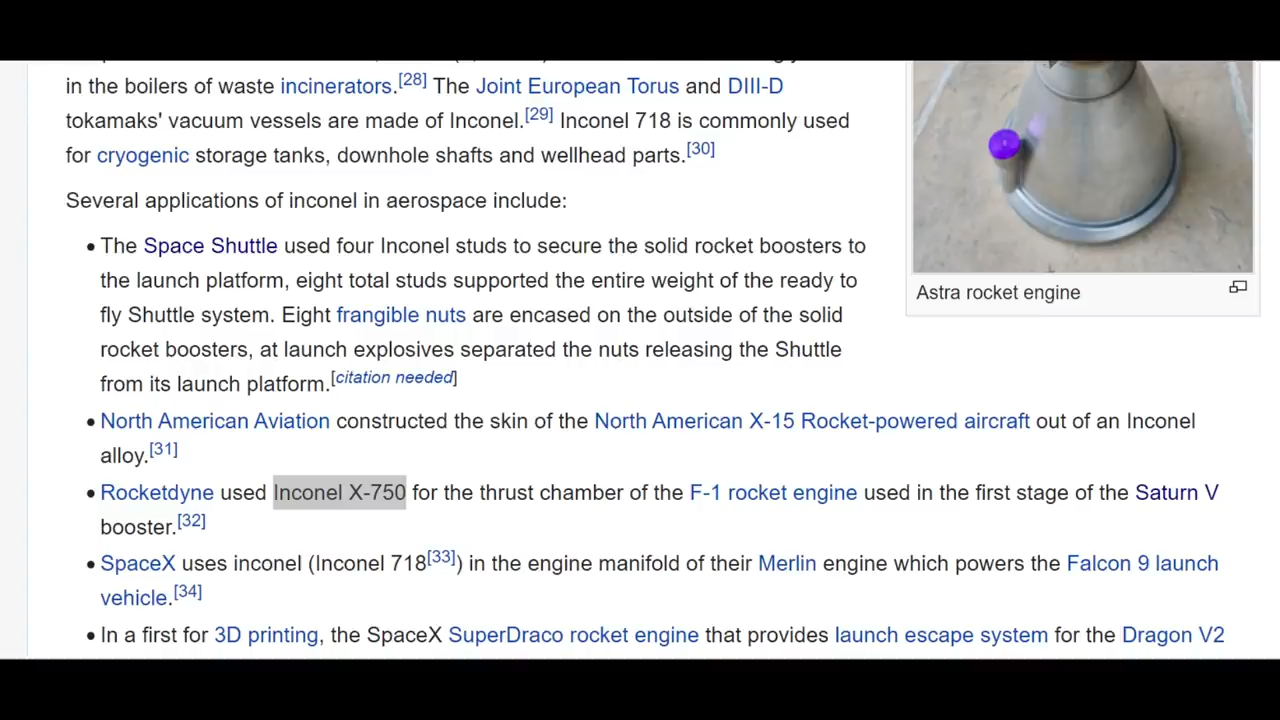 in the boilers of waste incinerators.[28] The Joint European Torus and DIII-D
tokamaks' vacuum vessels are made of Inconel.[29] Inconel 718 is commonly used
for cryogenic storage tanks, downhole shafts and wellhead parts.[30]
Several applications of inconel in aerospace include:
• The Space Shuttle used four Inconel studs to secure the solid rocket boosters to
the launch platform, eight total studs supported the entire weight of the ready to
fly Shuttle system. Eight frangible nuts are encased on the outside of the solid
rocket boosters, at launch explosives separated the nuts releasing the Shuttle
from its launch platform.[citation needed]
Astra rocket engine
• North American Aviation constructed the skin of the North American X-15 Rocket-powered aircraft out of an Inconel
alloy.[31]
• Rocketdyne used Inconel X-750 for the thrust chamber of the F-1 rocket engine used in the first stage of the Saturn V
booster.[32]
• SpaceX uses inconel (Inconel 718[33]) in the engine manifold of their Merlin engine which powers the Falcon 9 launch
vehicle.[34]
• In a first for 3D printing, the SpaceX SuperDraco rocket engine that provides launch escape system for the Dragon V2